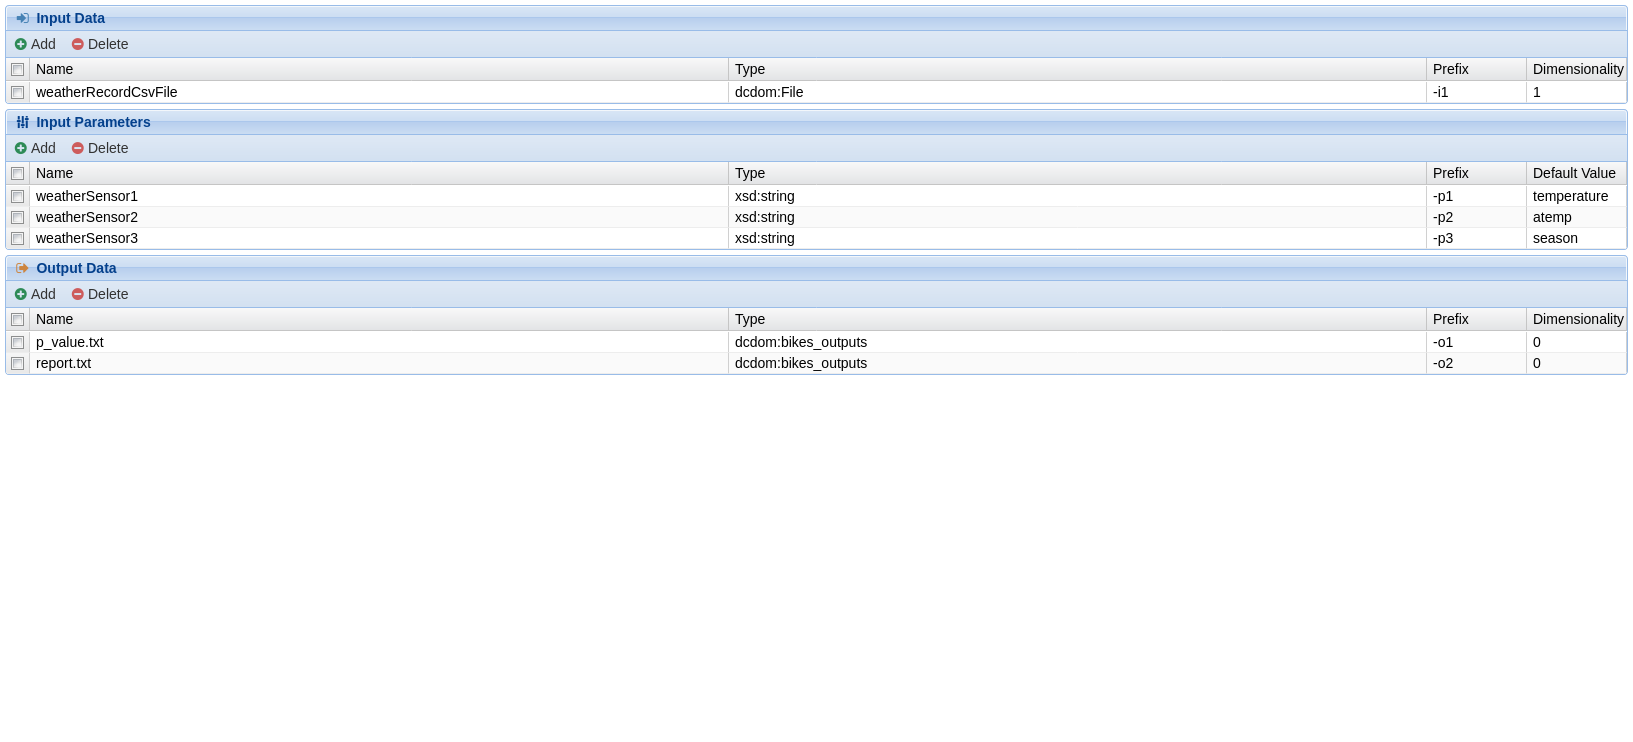 Input Data
Add Delete
Name Type Prefix Dimensionality
weatherRecordCsvFile dcdom:File -i1 1
Input Parameters
Add Delete
Name Type Prefix Default Value
weatherSensor1 xsd:string -p1 temperature
weatherSensor2 xsd:string -p2 atemp
weatherSensor3 xsd:string -p3 season
Output Data
Add Delete
Name Type Prefix Dimensionality
p_value.txt dcdom:bikes_outputs -o1 0
report.txt dcdom:bikes_outputs -o2 0